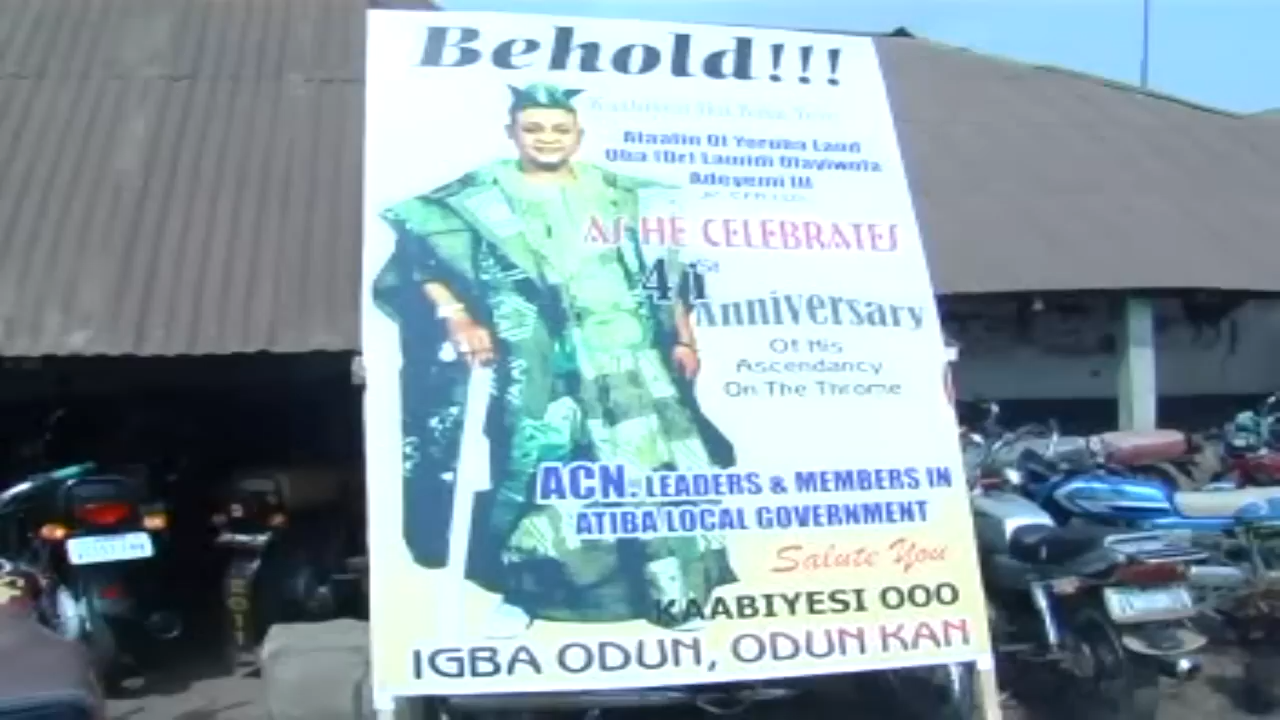 Behold!!!
Alaafin Of Yoruba Land
Oba (Dr) Lamidi Olayiwola
Adeyemi III
AS HE CELEBRATES
41st
Anniversary
Of His
Ascendancy
On The Throne
ACN. LEADERS & MEMBERS IN
ATIBA LOCAL GOVERNMENT
Salute You
KAABIYESI OOO
IGBA ODUN, ODUN KAN